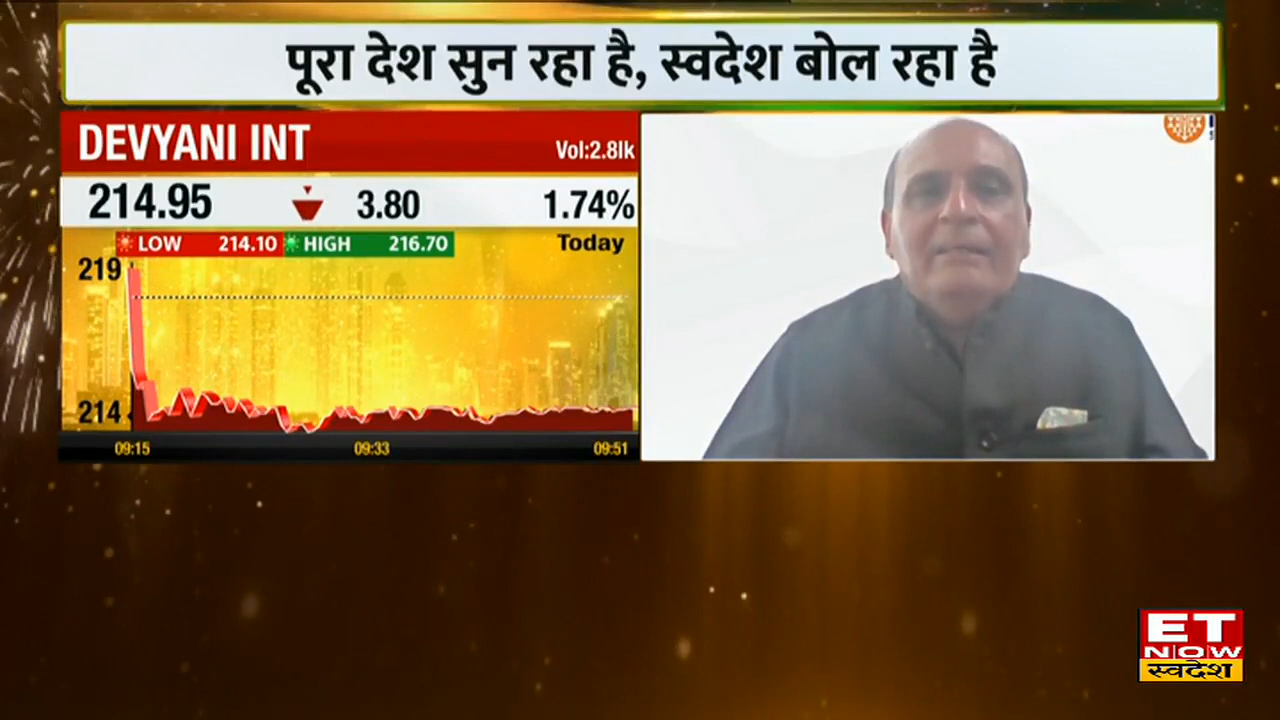 पूरा देश सुन रहा है, स्वदेश बोल रहा है
DEVYANI INT
Vol:2.8lk
214.95 3.80 1.74%
LOW 214.10 HIGH 216.70
Today
219
214
09:15 09:33 09:51
ET
NOW
स्वदेश